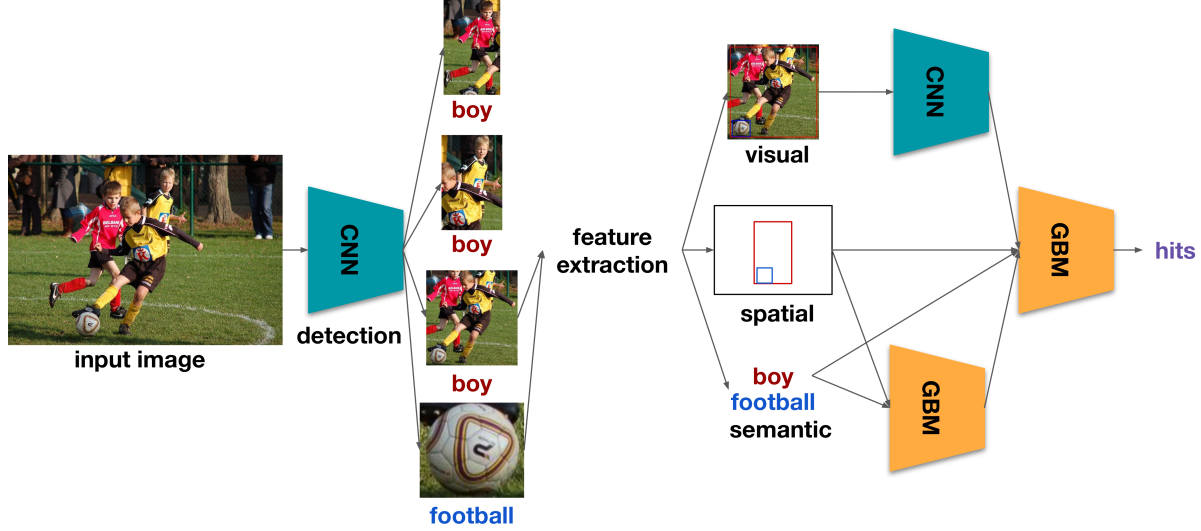 input image
CNN
detection
boy
boy
boy
football
feature
extraction
visual
CNN
spatial
boy
football
semantic
GBM
GBM
hits